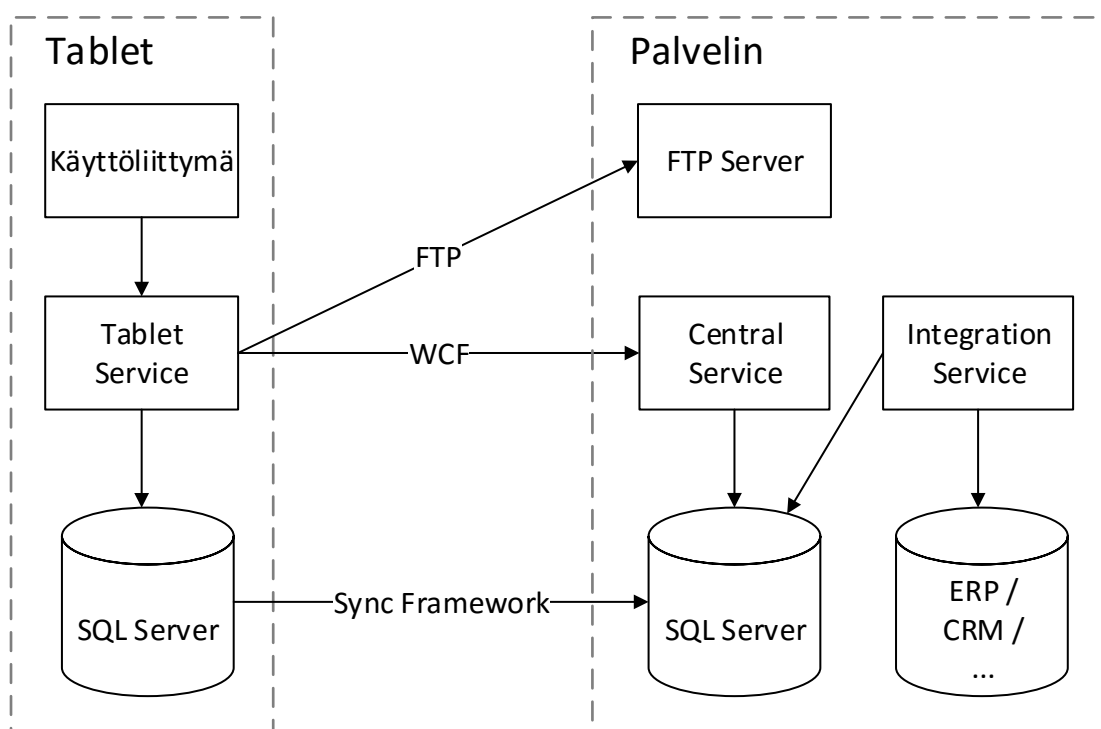 Tablet
Palvelin
Käyttöliittymä
FTP Server
FTP
Tablet
Service
WCF
Central
Service
Integration
Service
SQL Server
Sync Framework
SQL Server
ERP /
CRM /
...